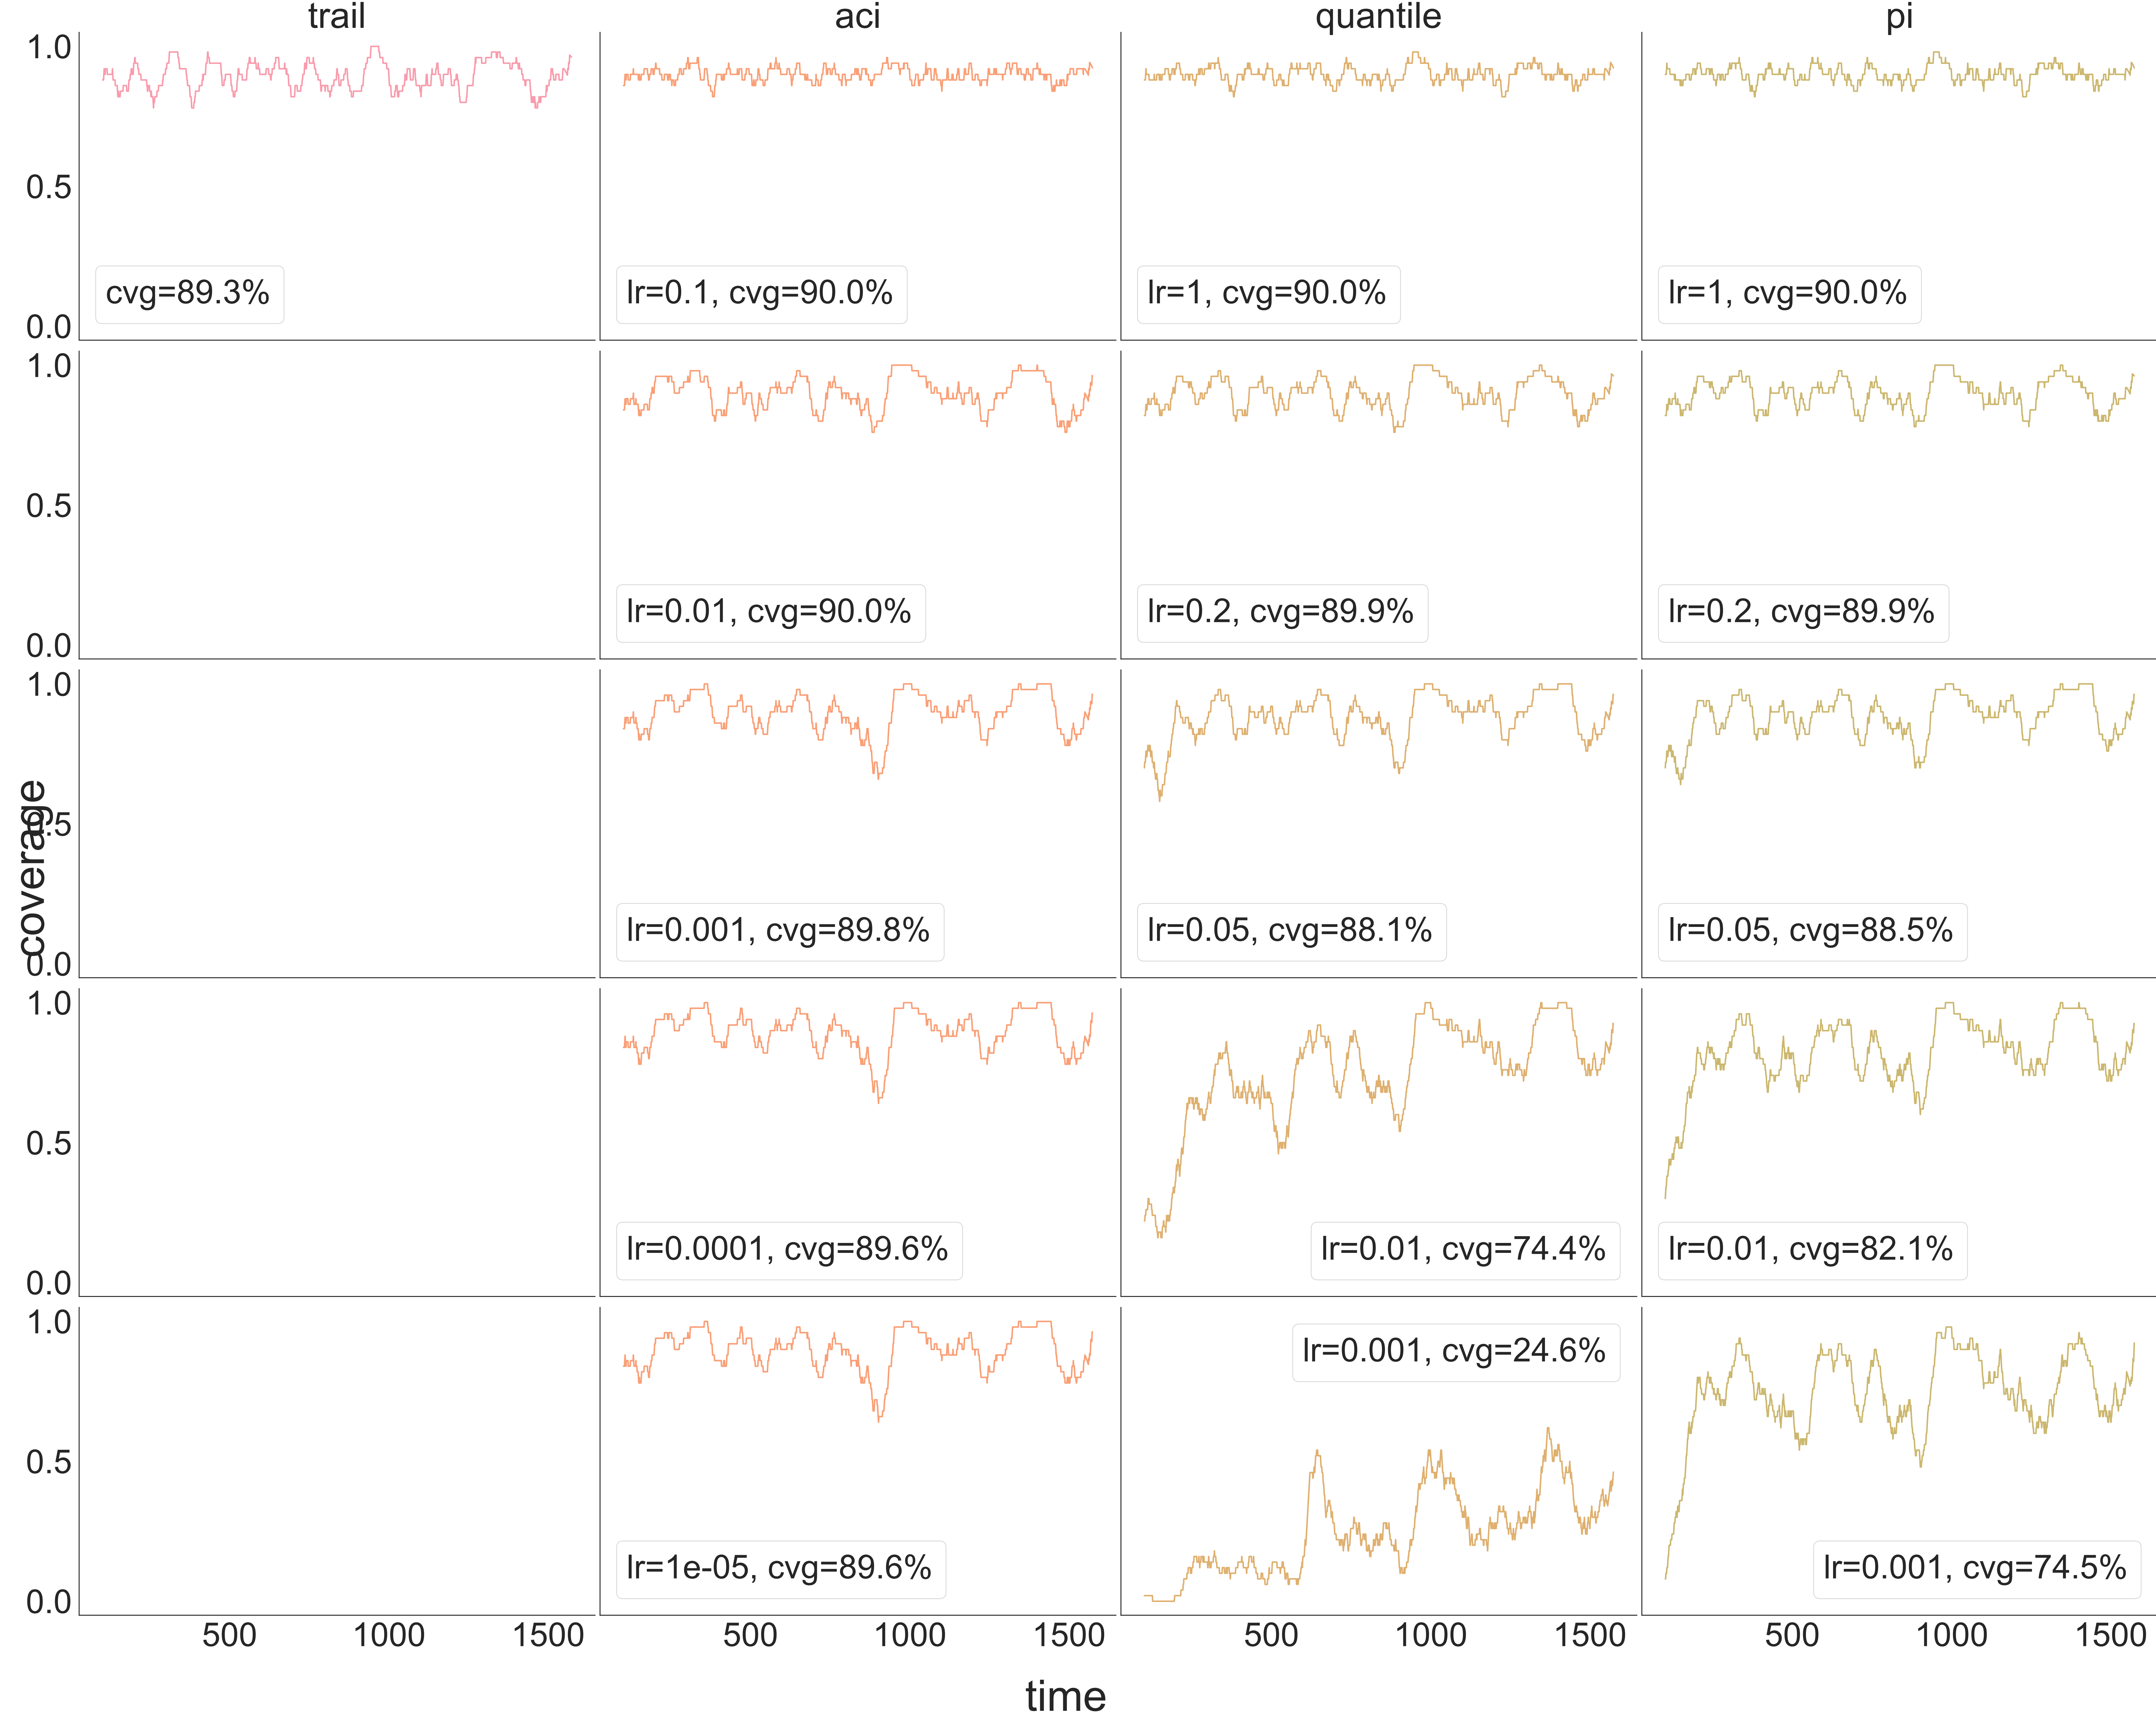 trail aci quantile pi
1.0
0.5
0.0
cvg=89.3%
lr=0.1, cvg=90.0%
lr=1, cvg=90.0%
lr=1, cvg=90.0%
1.0
0.5
0.0
lr=0.01, cvg=90.0%
lr=0.2, cvg=89.9%
lr=0.2, cvg=89.9%
coverage
1.0
0.5
0.0
lr=0.001, cvg=89.8%
lr=0.05, cvg=88.1%
lr=0.05, cvg=88.5%
1.0
0.5
0.0
lr=0.0001, cvg=89.6%
lr=0.01, cvg=74.4%
lr=0.01, cvg=82.1%
1.0
0.5
0.0
lr=1e-05, cvg=89.6%
lr=0.001, cvg=24.6%
lr=0.001, cvg=74.5%
500 1000 1500 500 1000 1500 500 1000 1500 500 1000 1500
time